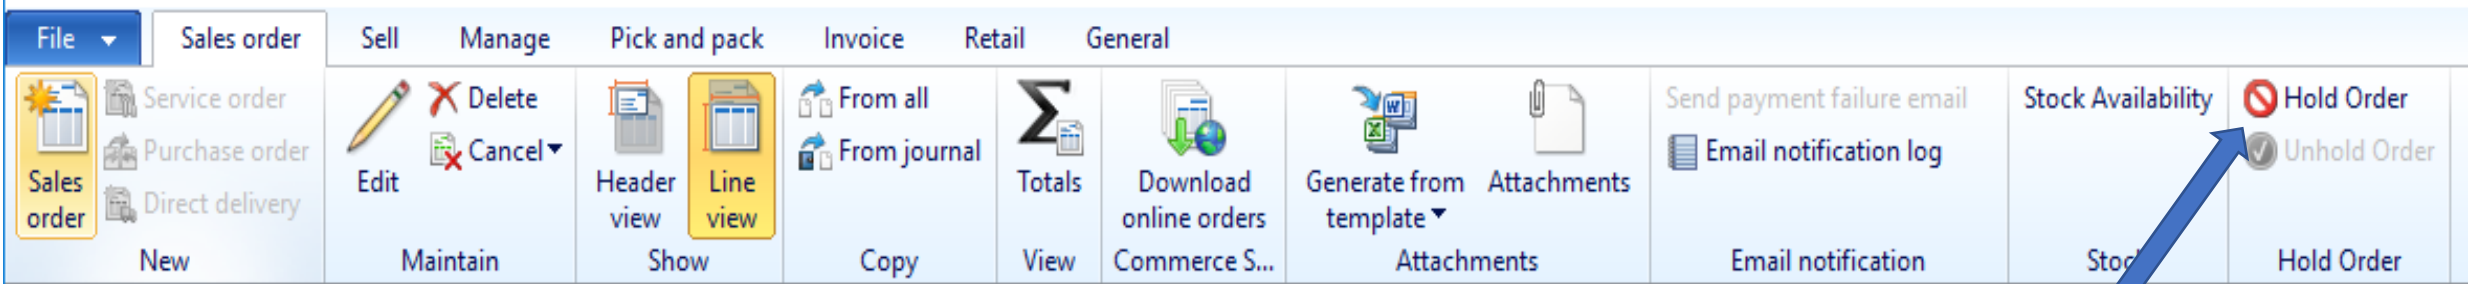 File
Sales order
Sell
Manage
Pick and pack
Invoice
Retail
General
Sales
order
Service order
Purchase order
Direct delivery
New
Edit
Delete
Cancel
Maintain
Header
view
Line
view
Show
From all
From journal
Copy
Totals
View
Download
online orders
Commerce S...
Generate from
template
Attachments
Attachments
Send payment failure email
Email notification log
Email notification
Stock Availability
Stock
Hold Order
Unhold Order
Hold Order